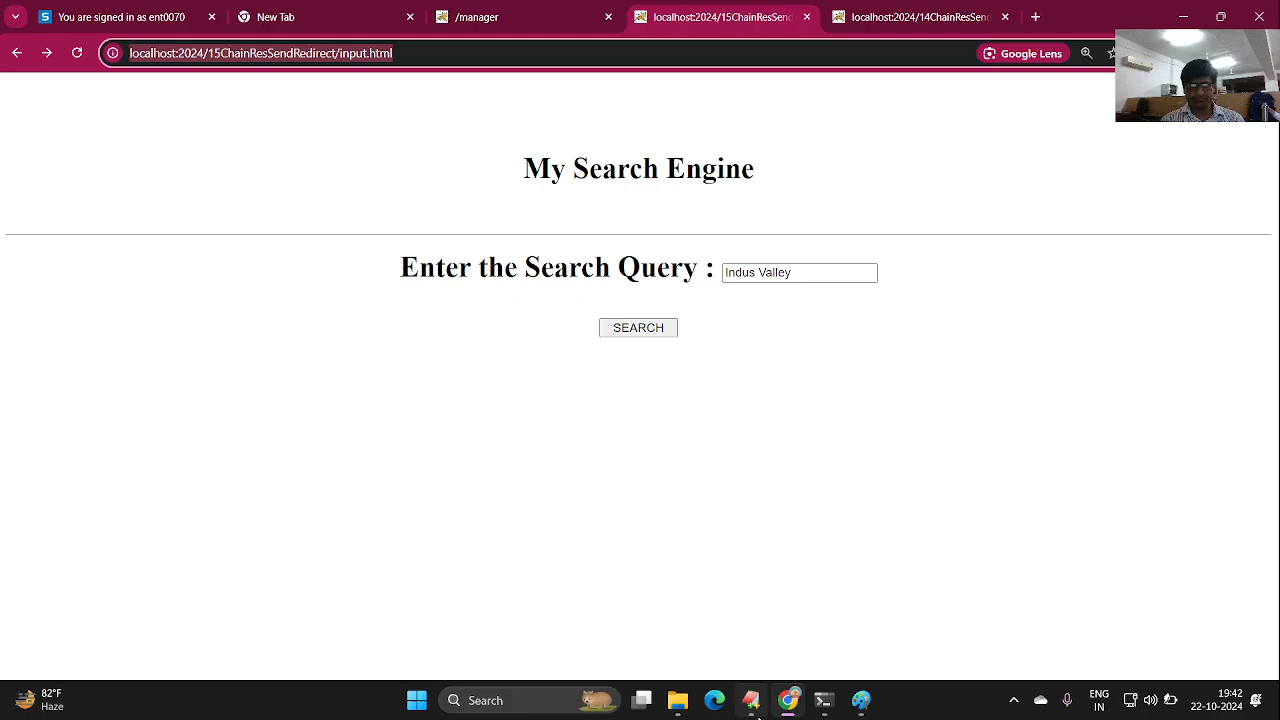 You are signed in as ent0070
New Tab
/manager
localhost:2024/15ChainResSend
localhost:2024/14ChainResSend
localhost:2024/15ChainResSendRedirect/input.html
Google Lens
My Search Engine
Enter the Search Query : Indus Valley
SEARCH
82°F
Haze
Search
ENG
IN
19:42
22-10-2024